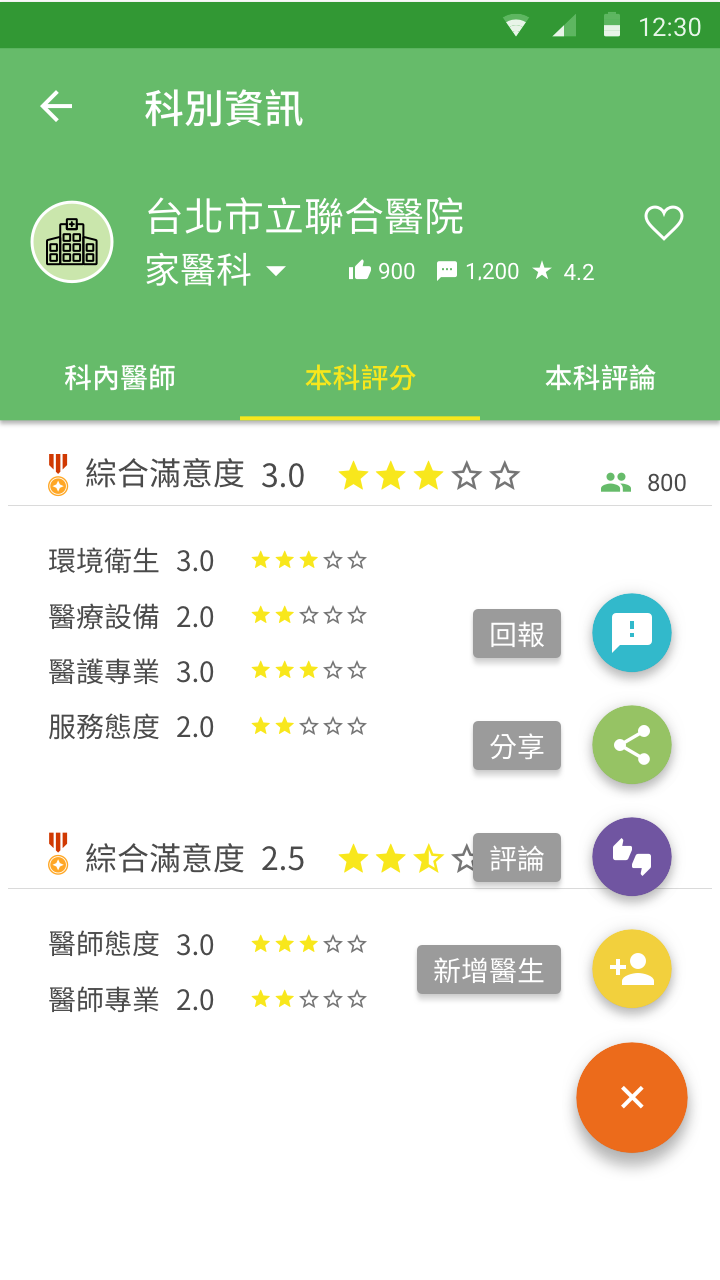 12:30
科別資訊
台北市立聯合醫院
家醫科 900 1,200 4.2
科內醫師 本科評分 本科評論
綜合滿意度 3.0 800
環境衛生 3.0
醫療設備 2.0
回報
醫護專業 3.0
服務態度 2.0
分享
綜合滿意度 2.5 評論
醫師態度 3.0
新增醫生
醫師專業 2.0